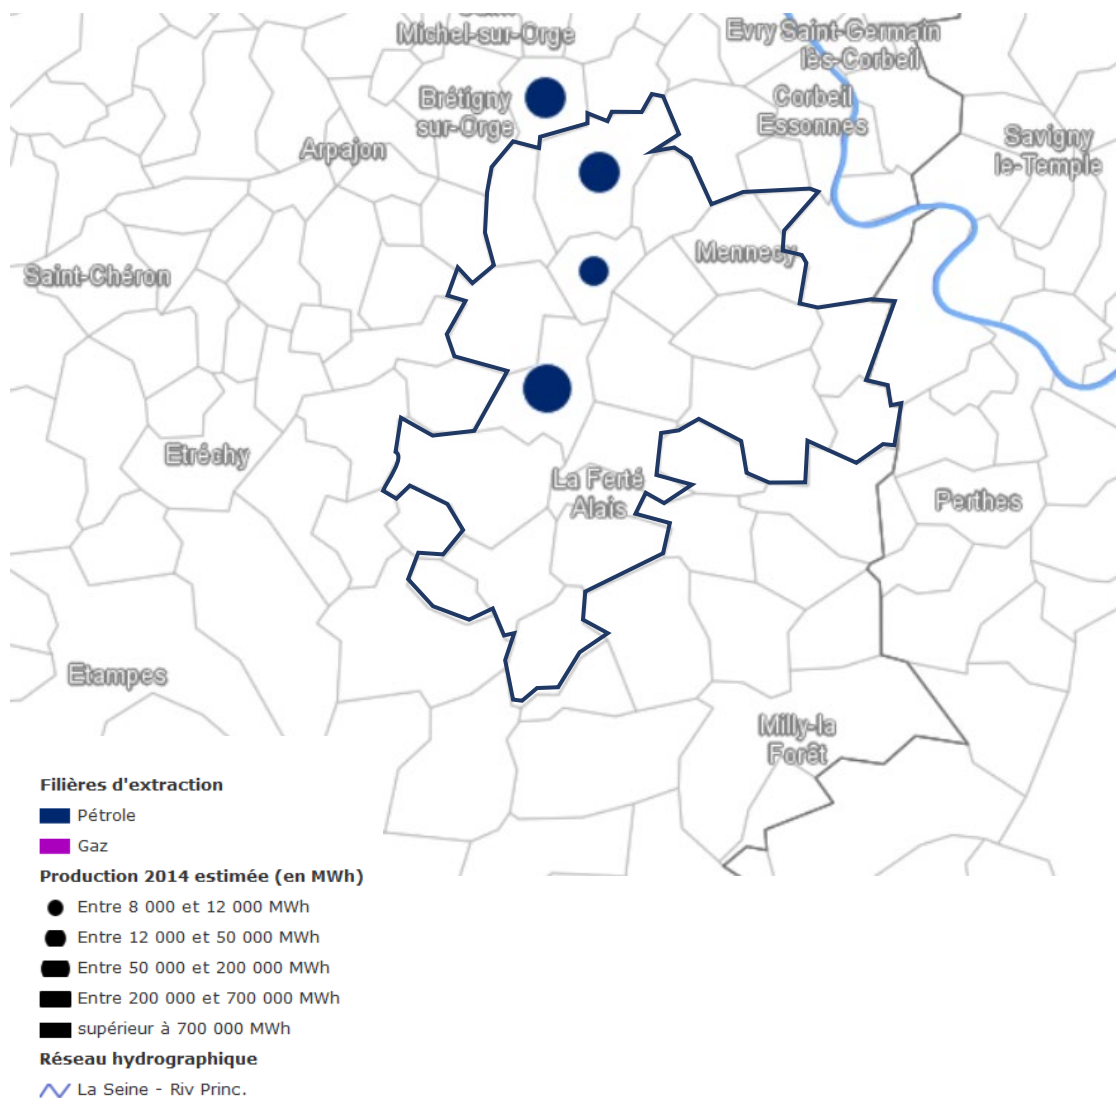 Saint
Michel-sur-Orge
Evry Saint-Germain
lès-Corbeil
Brétigny
sur-Orge
Corbeil
Essonnes
Arpajon
Savigny
le-Temple
Mennecy
Saint-Chéron
Etréchy
La Ferté
Alais
Perthes
Etampes
Milly-la
Forêt
Filières d'extraction
Pétrole
Gaz
Production 2014 estimée (en MWh)
Entre 8 000 et 12 000 MWh
Entre 12 000 et 50 000 MWh
Entre 50 000 et 200 000 MWh
Entre 200 000 et 700 000 MWh
supérieur à 700 000 MWh
Réseau hydrographique
La Seine - Riv Princ.